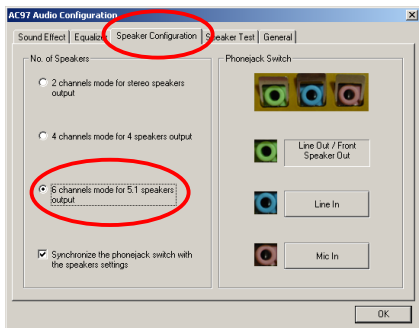 AC97 Audio Configuration
Sound Effect
Equalizer
Speaker Configuration
Speaker Test
General
No. of Speakers
2 channels mode for stereo speakers
output
4 channels mode for 4 speakers output
6 channels mode for 5.1 speakers
output
Synchronize the phonejack switch with
the speakers settings
Phonejack Switch
Line Out / Front
Speaker Out
Line In
Mic In
OK